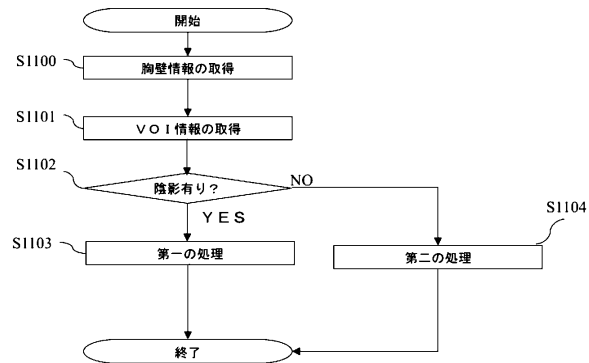 開始
S1100
胸壁情報の取得
S1101
ＶＯＩ情報の取得
S1102
陰影有り？
NO
ＹＥＳ
S1103
第一の処理
S1104
第二の処理
終了